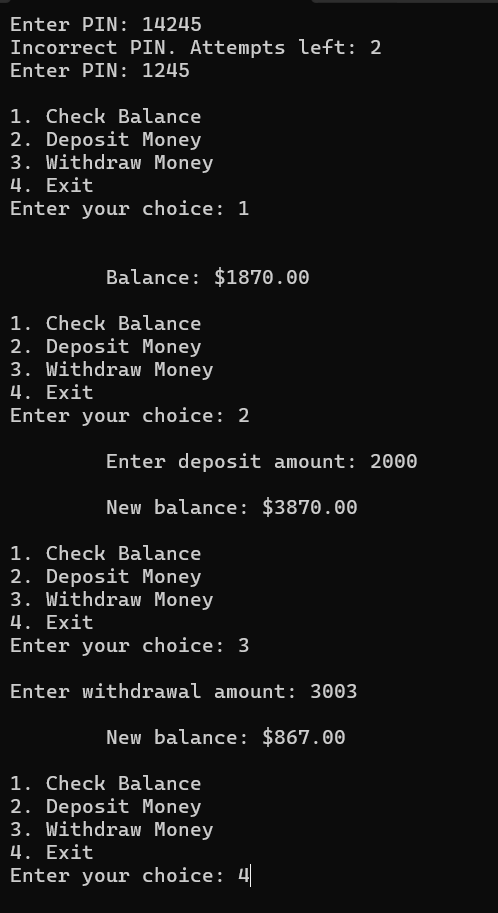 Enter PIN: 14245
Incorrect PIN. Attempts left: 2
Enter PIN: 1245
1. Check Balance
2. Deposit Money
3. Withdraw Money
4. Exit
Enter your choice: 1
Balance: $1870.00
1. Check Balance
2. Deposit Money
3. Withdraw Money
4. Exit
Enter your choice: 2
Enter deposit amount: 2000
New balance: $3870.00
1. Check Balance
2. Deposit Money
3. Withdraw Money
4. Exit
Enter your choice: 3
Enter withdrawal amount: 3003
New balance: $867.00
1. Check Balance
2. Deposit Money
3. Withdraw Money
4. Exit
Enter your choice: 4